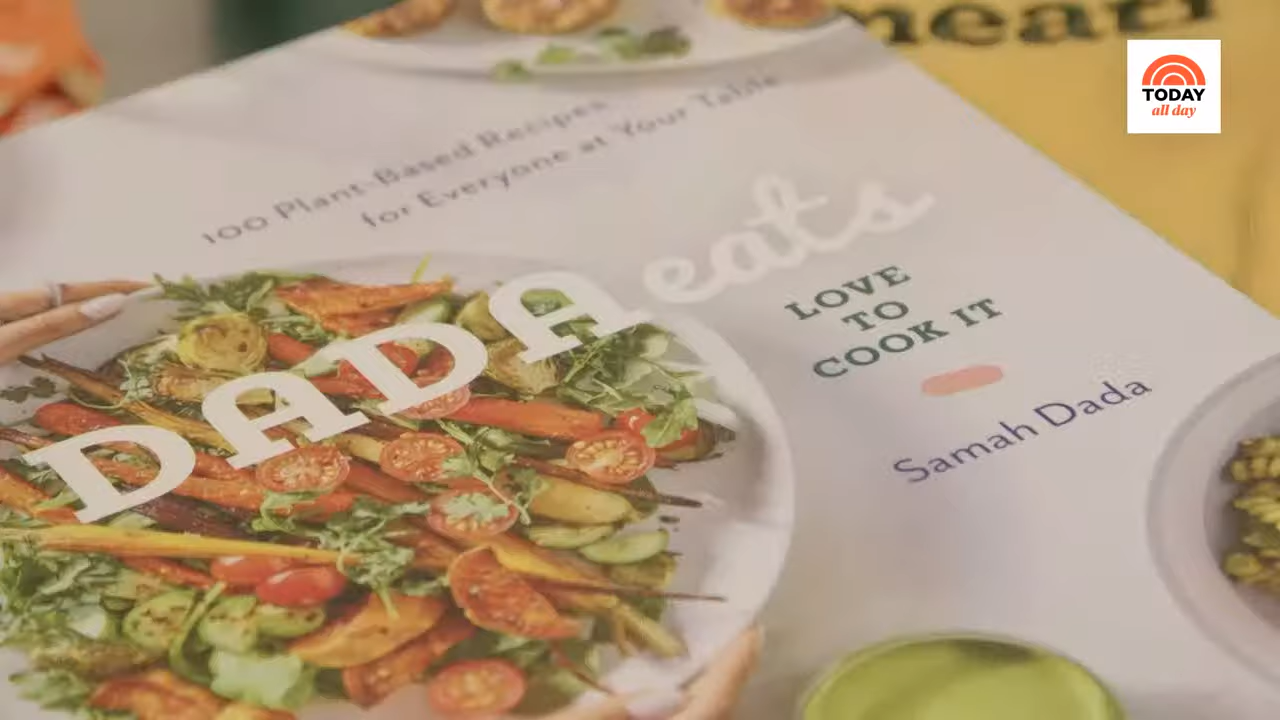 TODAY
all day
100 Plant-Based Recipes
for Everyone at Your Table
DADA eats
LOVE
TO
COOK IT
Samah Dada